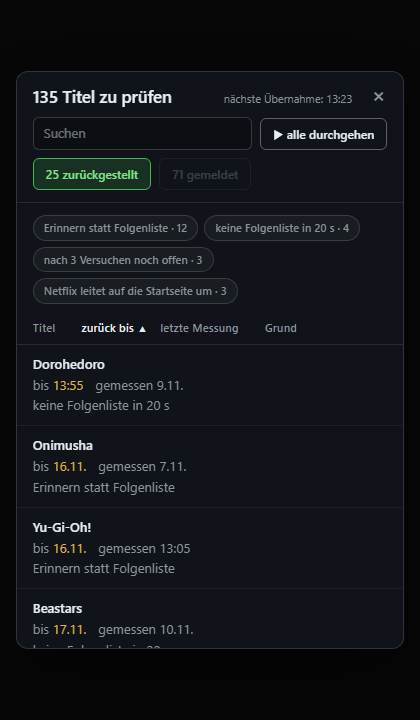 135 Titel zu prüfen nächste Übernahme: 13:23 ✕
Suchen ▶ alle durchgehen
25 zurückgestellt 71 gemeldet
Erinnern statt Folgenliste · 12 keine Folgenliste in 20 s · 4
nach 3 Versuchen noch offen · 3
Netflix leitet auf die Startseite um · 3
Titel zurück bis ▲ letzte Messung Grund
Dorohedoro
bis 13:55 gemessen 9.11.
keine Folgenliste in 20 s
Onimusha
bis 16.11. gemessen 7.11.
Erinnern statt Folgenliste
Yu-Gi-Oh!
bis 16.11. gemessen 13:05
Erinnern statt Folgenliste
Beastars
bis 17.11. gemessen 10.11.